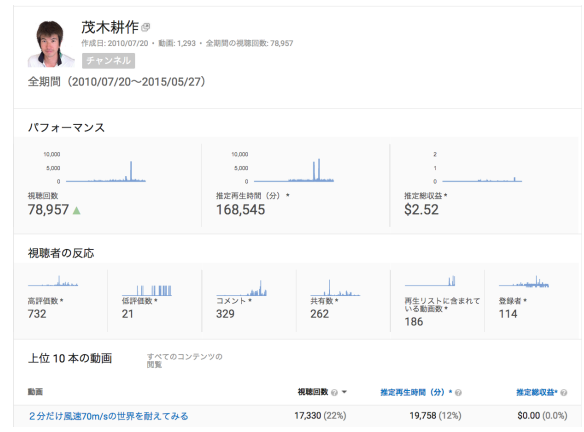 茂木耕作
作成日: 2010/07/20 • 動画: 1,293 • 全期間の視聴回数: 78,957
チャンネル
全期間（2010/07/20～2015/05/27）
パフォーマンス
10,000
5,000
0
視聴回数
78,957
10,000
5,000
0
推定再生時間（分）*
168,545
2
1
0
推定総収益*
$2.52
視聴者の反応
高評価数*
732
低評価数*
21
コメント*
329
共有数*
262
再生リストに含まれて
いる動画数*
186
登録者*
114
上位 10 本の動画
すべてのコンテンツの
閲覧
動画 視聴回数 推定再生時間（分）* 推定総収益*
２分だけ風速70m/sの世界を耐えてみる 17,330 (22%) 19,758 (12%) $0.00 (0.0%)